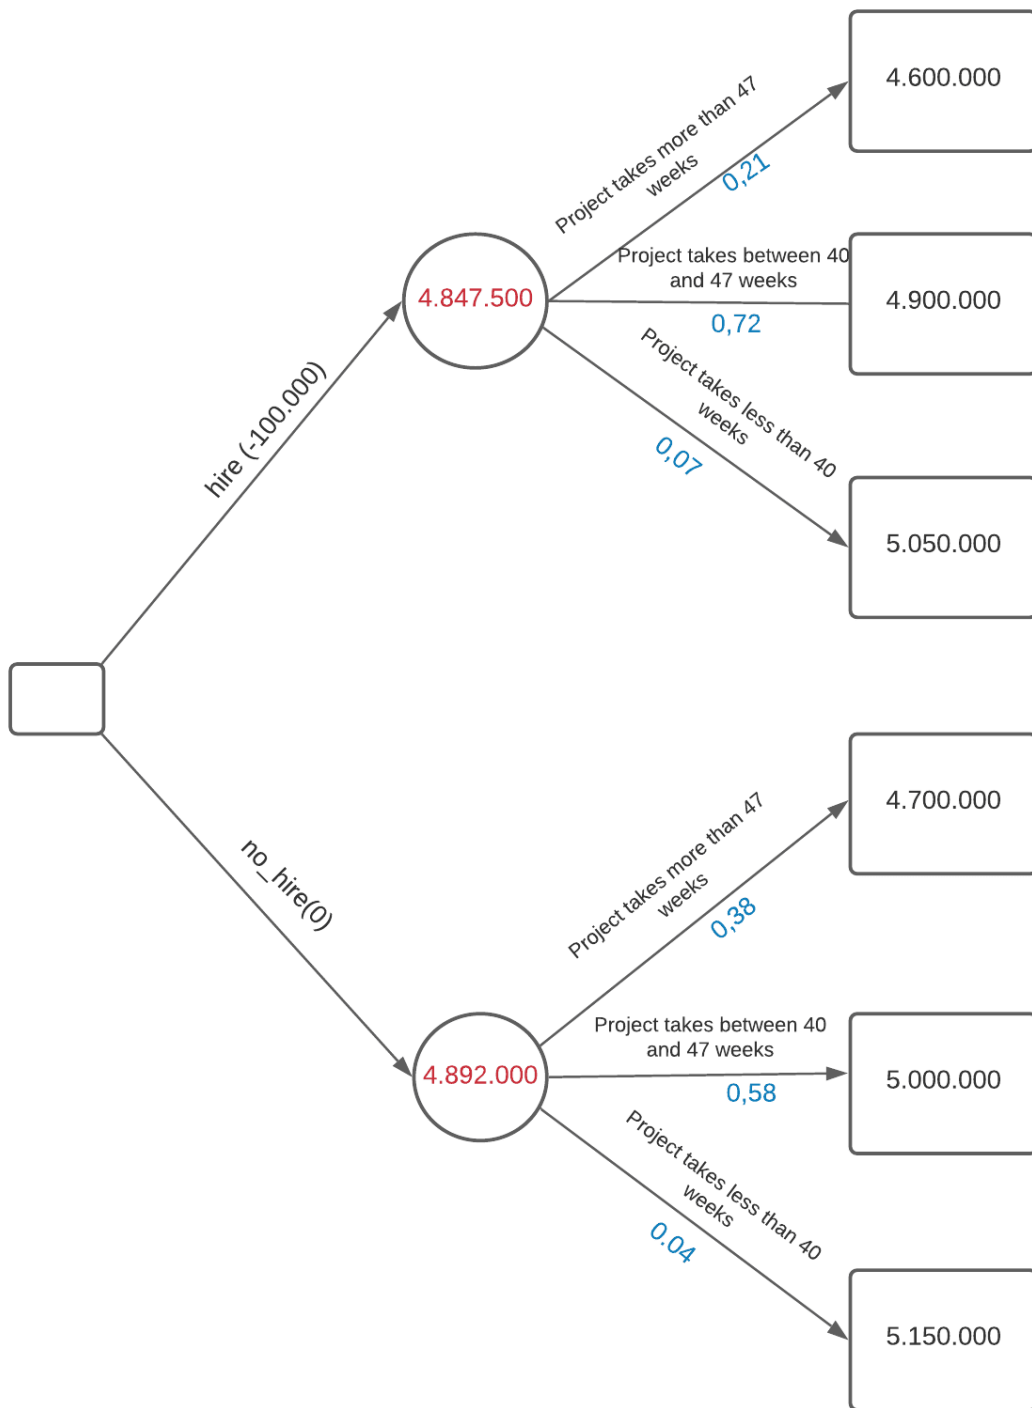 4.600.000
Project takes more than 47
weeks
0,21
Project takes between 40
and 47 weeks
4.847.500
4.900.000
0,72
Project takes less than 40
weeks
hire (-100.000)
0,07
5.050.000
4.700.000
Project takes more than 47
weeks
no_hire(0)
0,38
Project takes between 40
and 47 weeks
4.892.000
5.000.000
0,58
Project takes less than 40
weeks
0.04
5.150.000